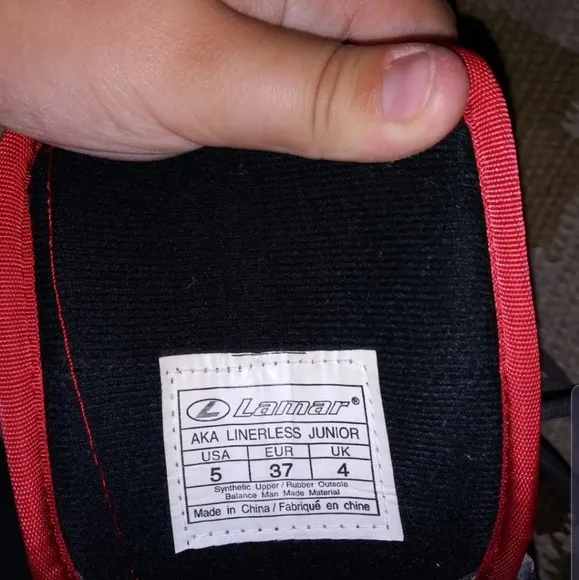 Lamar®
AKA LINERLESS JUNIOR
USA EUR UK
5 37 4
Synthetic Upper / Rubber Outsole
Balance Man Made Material
Made in China / Fabriqué en chine